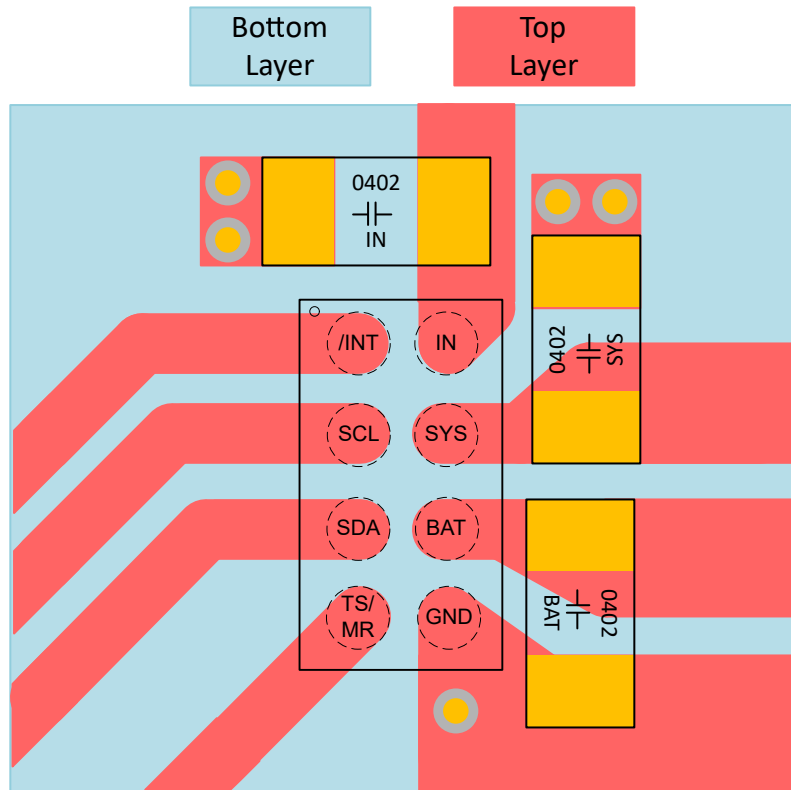 Bottom
Layer
Top
Layer
0402
IN
/INT
IN
0402
SYS
SCL
SYS
SDA
BAT
TS/
MR
GND
0402
BAT